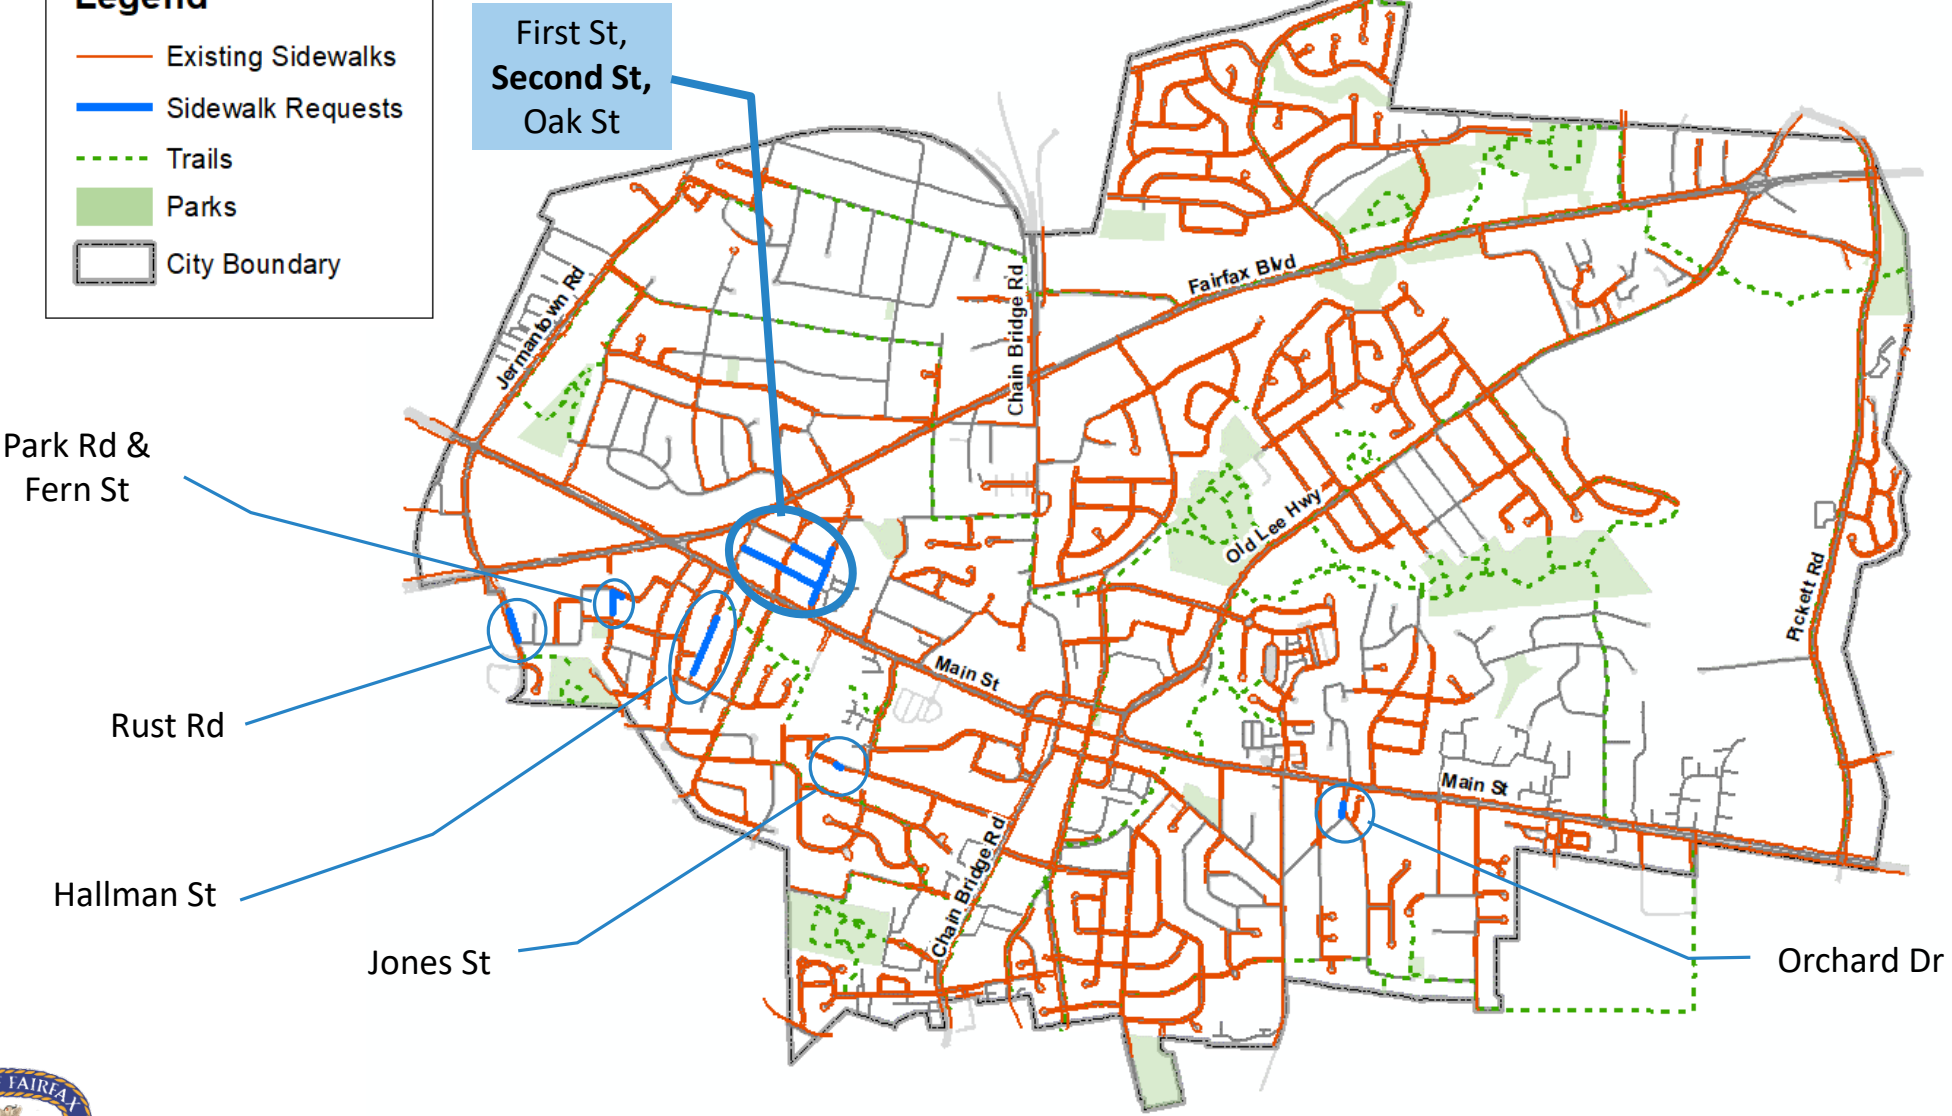 Legend
Existing Sidewalks
Sidewalk Requests
Trails
Parks
City Boundary
First St,
Second St,
Oak St
Jermantown Rd
Chain Bridge Rd
Fairfax Blvd
Park Rd &
Fern St
Old Lee Hwy
Pickett Rd
Rust Rd
Main St
Main St
Hallman St
Chain Bridge Rd
Jones St
Orchard Dr
FAIRFAX